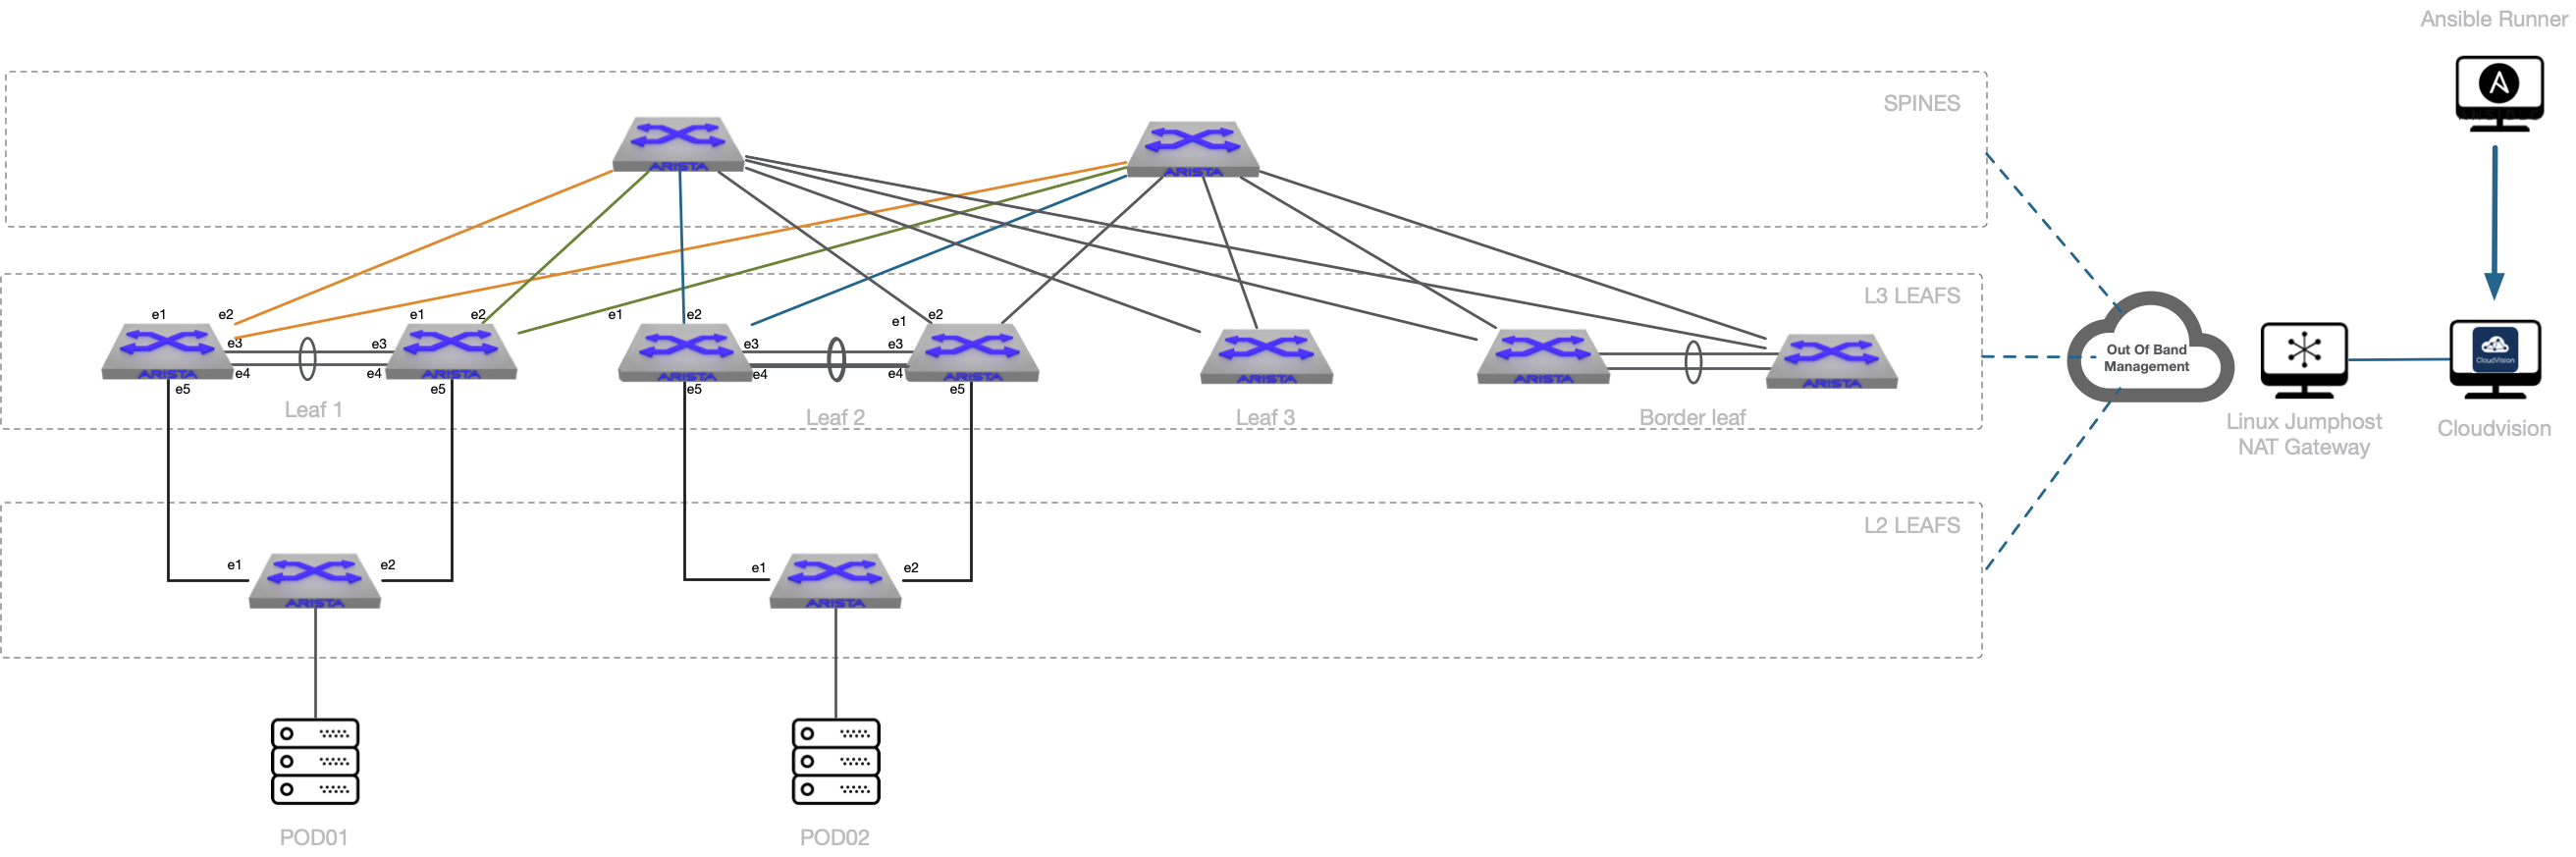 Ansible Runner
SPINES
ARISTA
ARISTA
L3 LEAFS
e1
e2
e1
e2
e1
e2
e1
e2
e3
e3
e3
e3
e4
e4
e4
e4
ARISTA
ARISTA
ARISTA
ARISTA
ARISTA
ARISTA
ARISTA
e5
e5
e5
e5
Leaf 1
Leaf 2
Leaf 3
Border leaf
Out Of Band
Management
CloudVision
Linux Jumphost
NAT Gateway
Cloudvision
L2 LEAFS
e1
e2
e1
e2
ARISTA
ARISTA
POD01
POD02